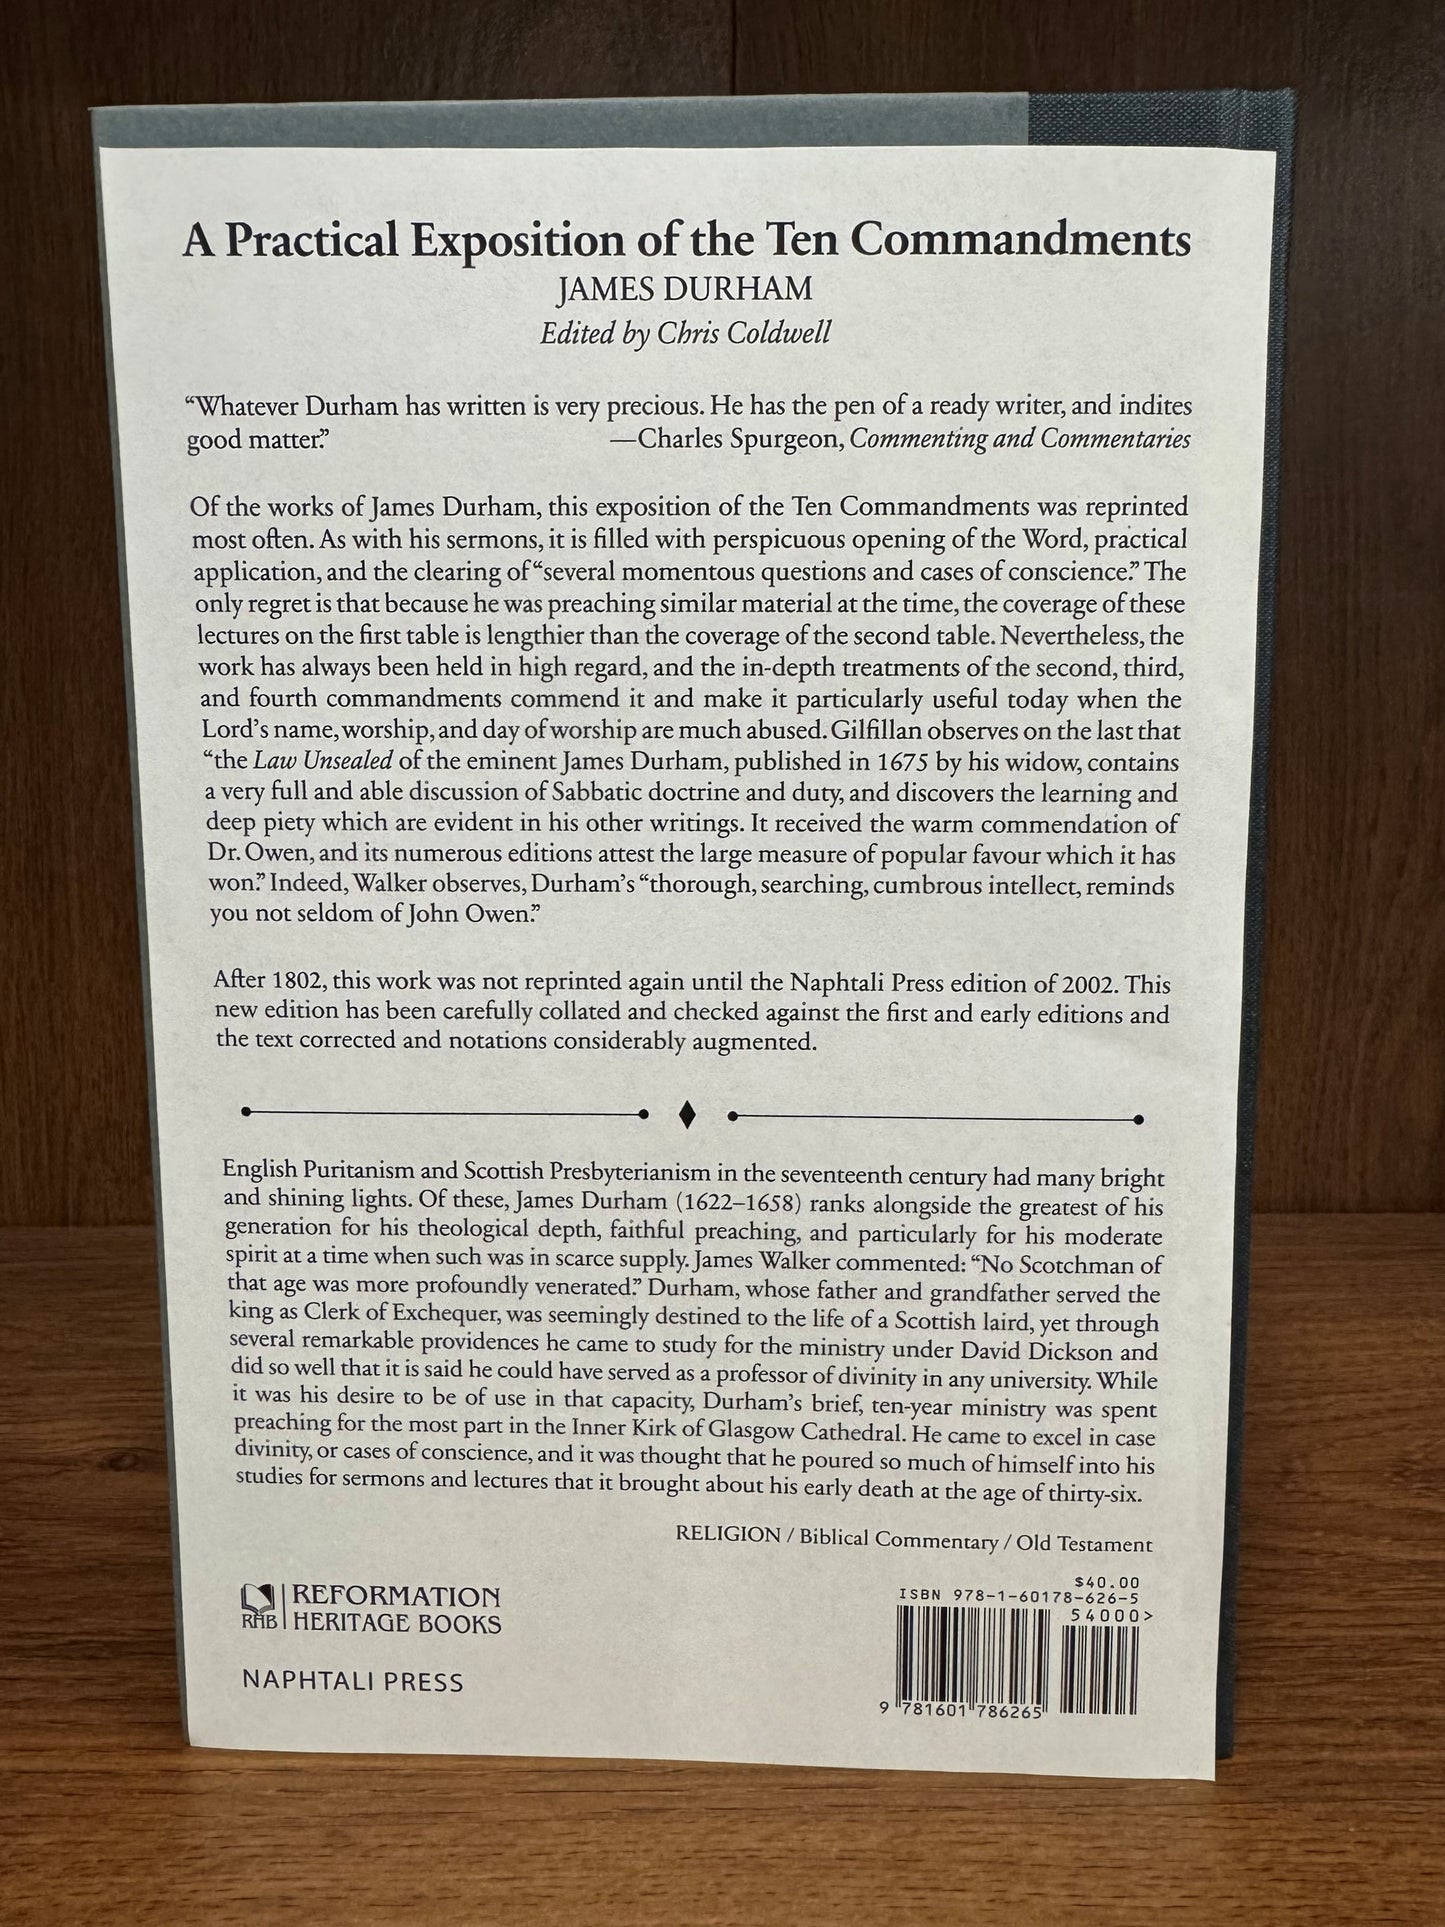 A Practical Exposition of the Ten Commandments
JAMES DURHAM
Edited by Chris Coldwell
“Whatever Durham has written is very precious. He has the pen of a ready writer, and indites
good matter.” —Charles Spurgeon, Commenting and Commentaries
Of the works of James Durham, this exposition of the Ten Commandments was reprinted
most often. As with his sermons, it is filled with perspicuous opening of the Word, practical
application, and the clearing of “several momentous questions and cases of conscience.” The
only regret is that because he was preaching similar material at the time, the coverage of these
lectures on the first table is lengthier than the coverage of the second table. Nevertheless, the
work has always been held in high regard, and the in-depth treatments of the second, third,
and fourth commandments commend it and make it particularly useful today when the
Lord’s name, worship, and day of worship are much abused. Gilfillan observes on the last that
“the Law Unsealed of the eminent James Durham, published in 1675 by his widow, contains
a very full and able discussion of Sabbatic doctrine and duty, and discovers the learning and
deep piety which are evident in his other writings. It received the warm commendation of
Dr. Owen, and its numerous editions attest the large measure of popular favour which it has
won.” Indeed, Walker observes, Durham’s “thorough, searching, cumbrous intellect, reminds
you not seldom of John Owen.”
After 1802, this work was not reprinted again until the Naphtali Press edition of 2002. This
new edition has been carefully collated and checked against the first and early editions and
the text corrected and notations considerably augmented.
English Puritanism and Scottish Presbyterianism in the seventeenth century had many bright
and shining lights. Of these, James Durham (1622–1658) ranks alongside the greatest of his
generation for his theological depth, faithful preaching, and particularly for his moderate
spirit at a time when such was in scarce supply. James Walker commented: “No Scotchman of
that age was more profoundly venerated.” Durham, whose father and grandfather served the
king as Clerk of Exchequer, was seemingly destined to the life of a Scottish laird, yet through
several remarkable providences he came to study for the ministry under David Dickson and
did so well that it is said he could have served as a professor of divinity in any university. While
it was his desire to be of use in that capacity, Durham’s brief, ten-year ministry was spent
preaching for the most part in the Inner Kirk of Glasgow Cathedral. He came to excel in case
divinity, or cases of conscience, and it was thought that he poured so much of himself into his
studies for sermons and lectures that it brought about his early death at the age of thirty-six.
RELIGION / Biblical Commentary / Old Testament
RHB
REFORMATION
HERITAGE BOOKS
NAPHTALI PRESS
$40.00
ISBN 978-1-60178-626-5
54000>
9 781601 786265